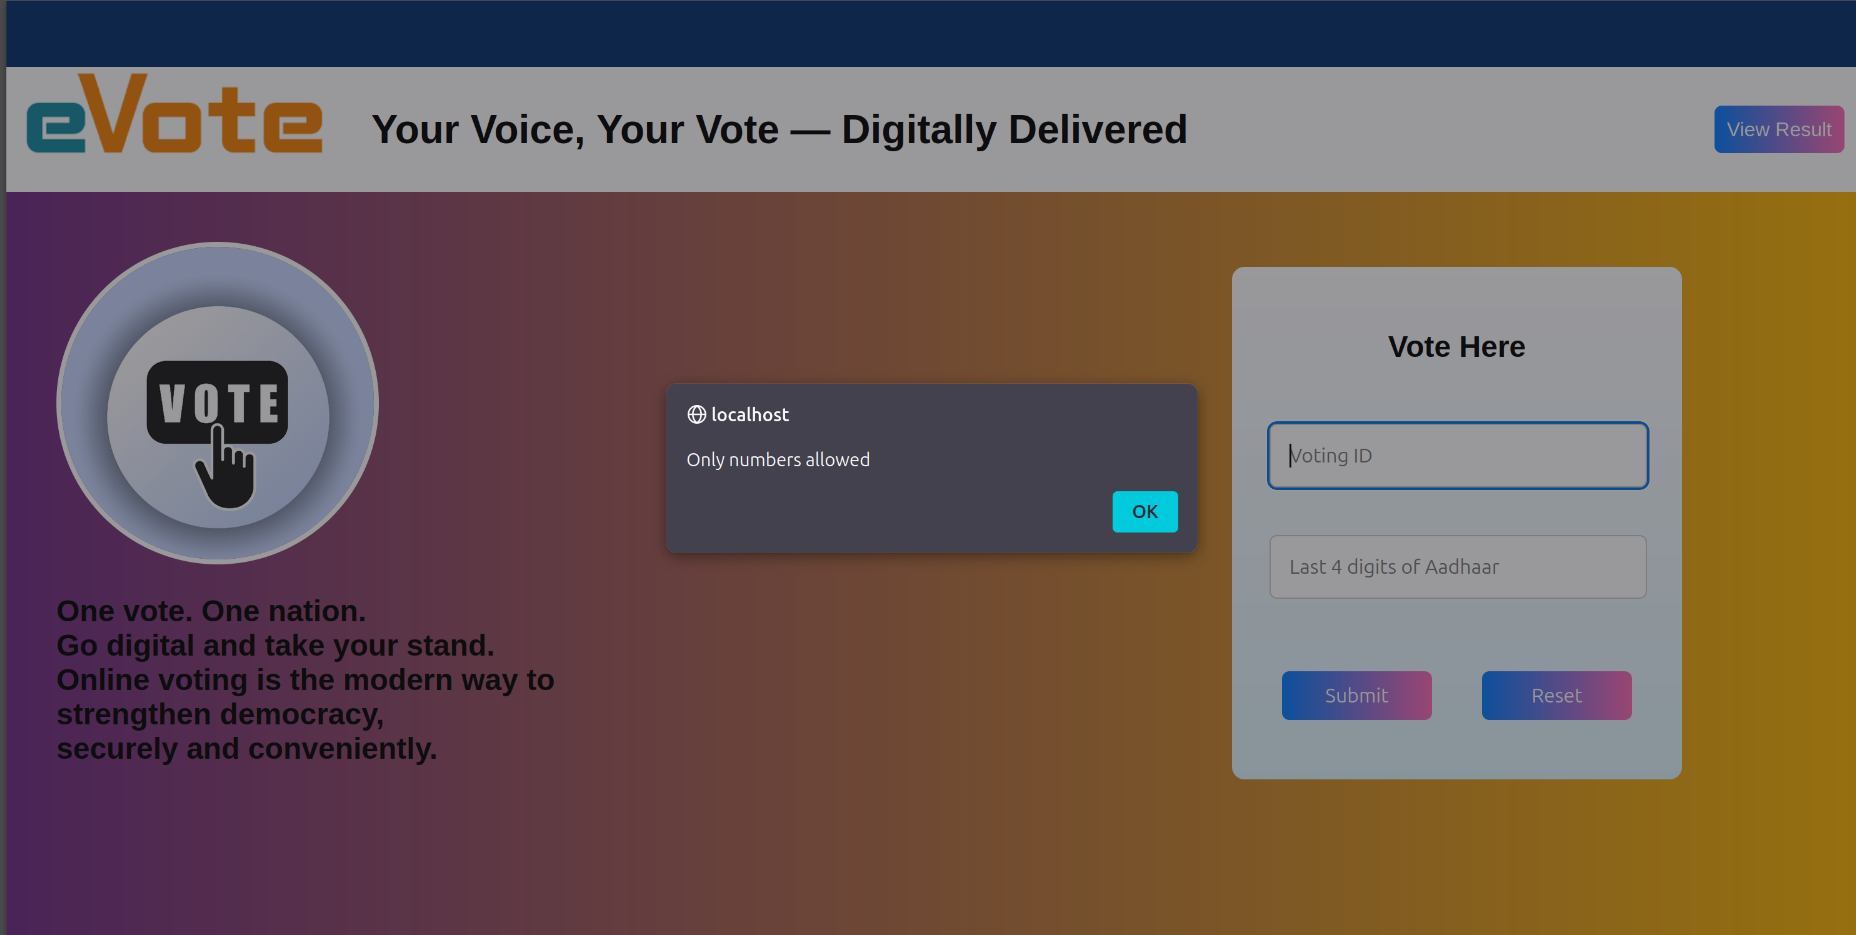 eVote
Your Voice, Your Vote — Digitally Delivered
View Result
VOTE
One vote. One nation.
Go digital and take your stand.
Online voting is the modern way to
strengthen democracy,
securely and conveniently.
localhost
Only numbers allowed
OK
Vote Here
Voting ID
Last 4 digits of Aadhaar
Submit
Reset